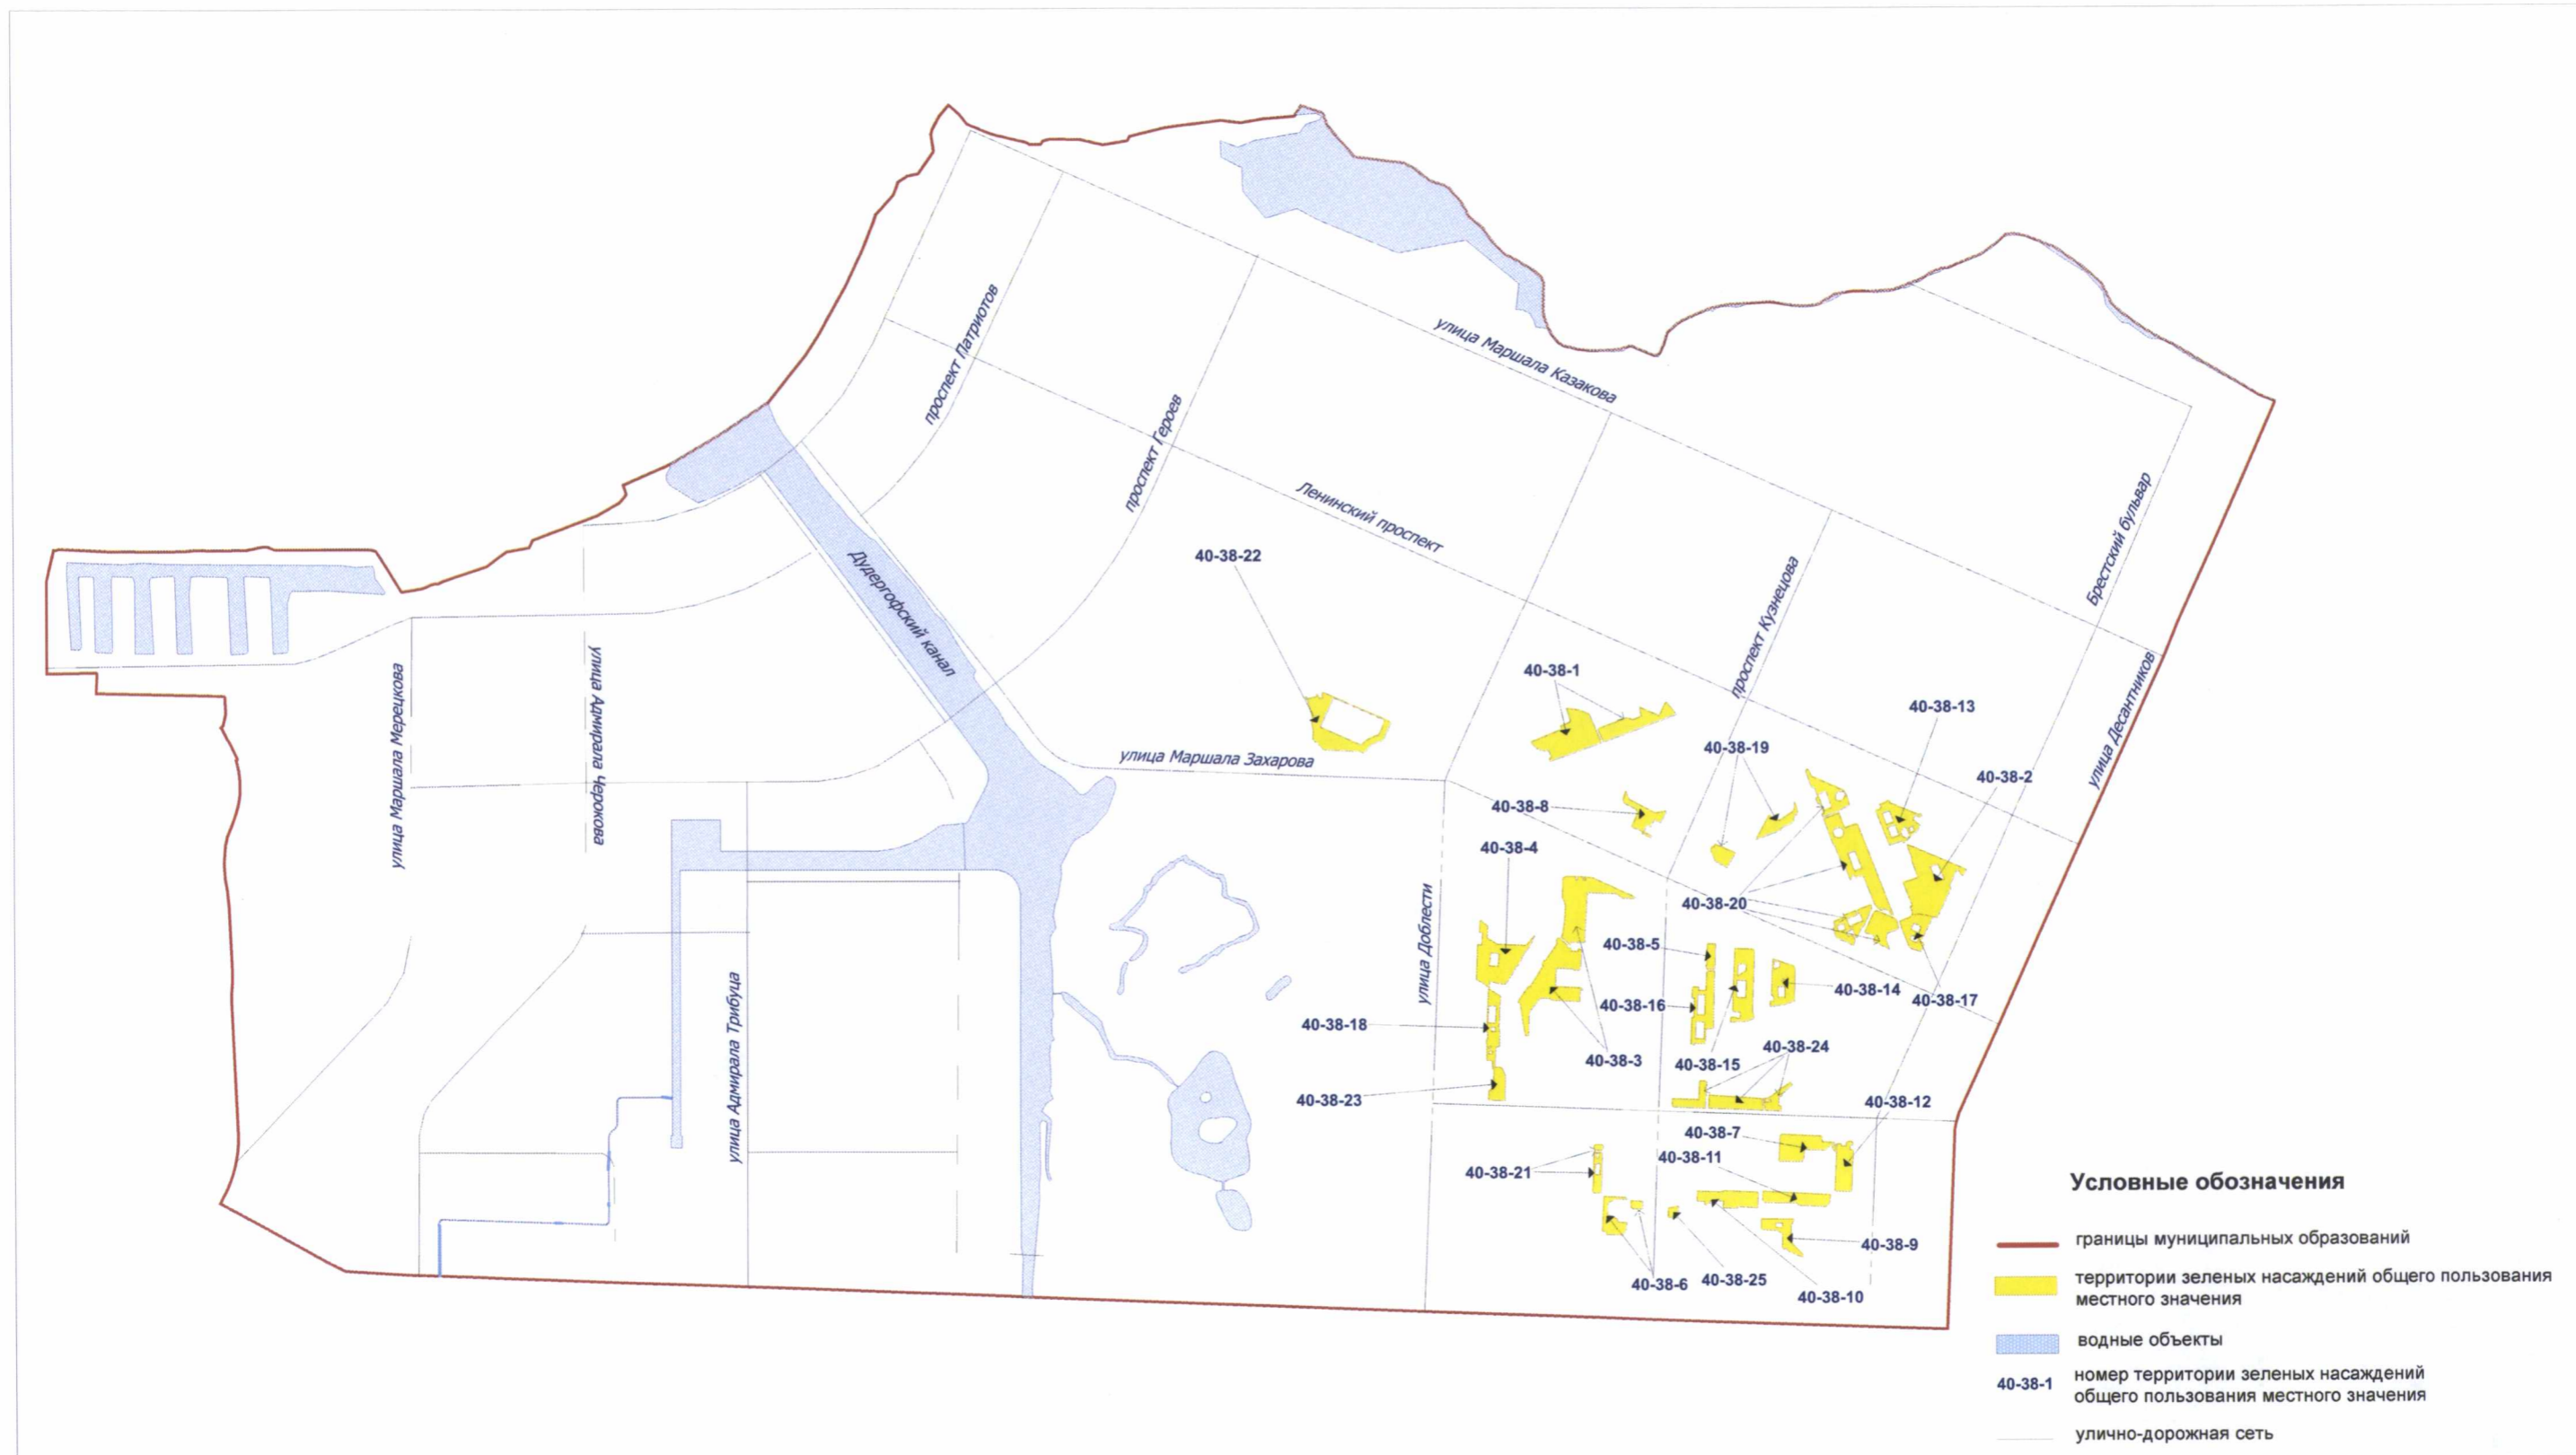 улица Маршала Казакова
проспект Патриотов
проспект Героев
Ленинский проспект
Брестский бульвар
проспект Кузнецова
Дудергофский канал
40-38-22
улица Маршала Мерецкова
улица Адмирала Черокова
40-38-1
улица Десантников
40-38-13
40-38-19
улица Маршала Захарова
40-38-2
40-38-8
40-38-4
40-38-20
улица Доблести
40-38-5
40-38-14
40-38-17
40-38-16
40-38-18
улица Адмирала Трибуца
40-38-3
40-38-15
40-38-24
40-38-23
40-38-12
40-38-7
40-38-11
40-38-21
40-38-9
40-38-6
40-38-25
40-38-10
Условные обозначения
границы муниципальных образований
территории зеленых насаждений общего пользования
местного значения
водные объекты
40-38-1
номер территории зеленых насаждений
общего пользования местного значения
улично-дорожная сеть